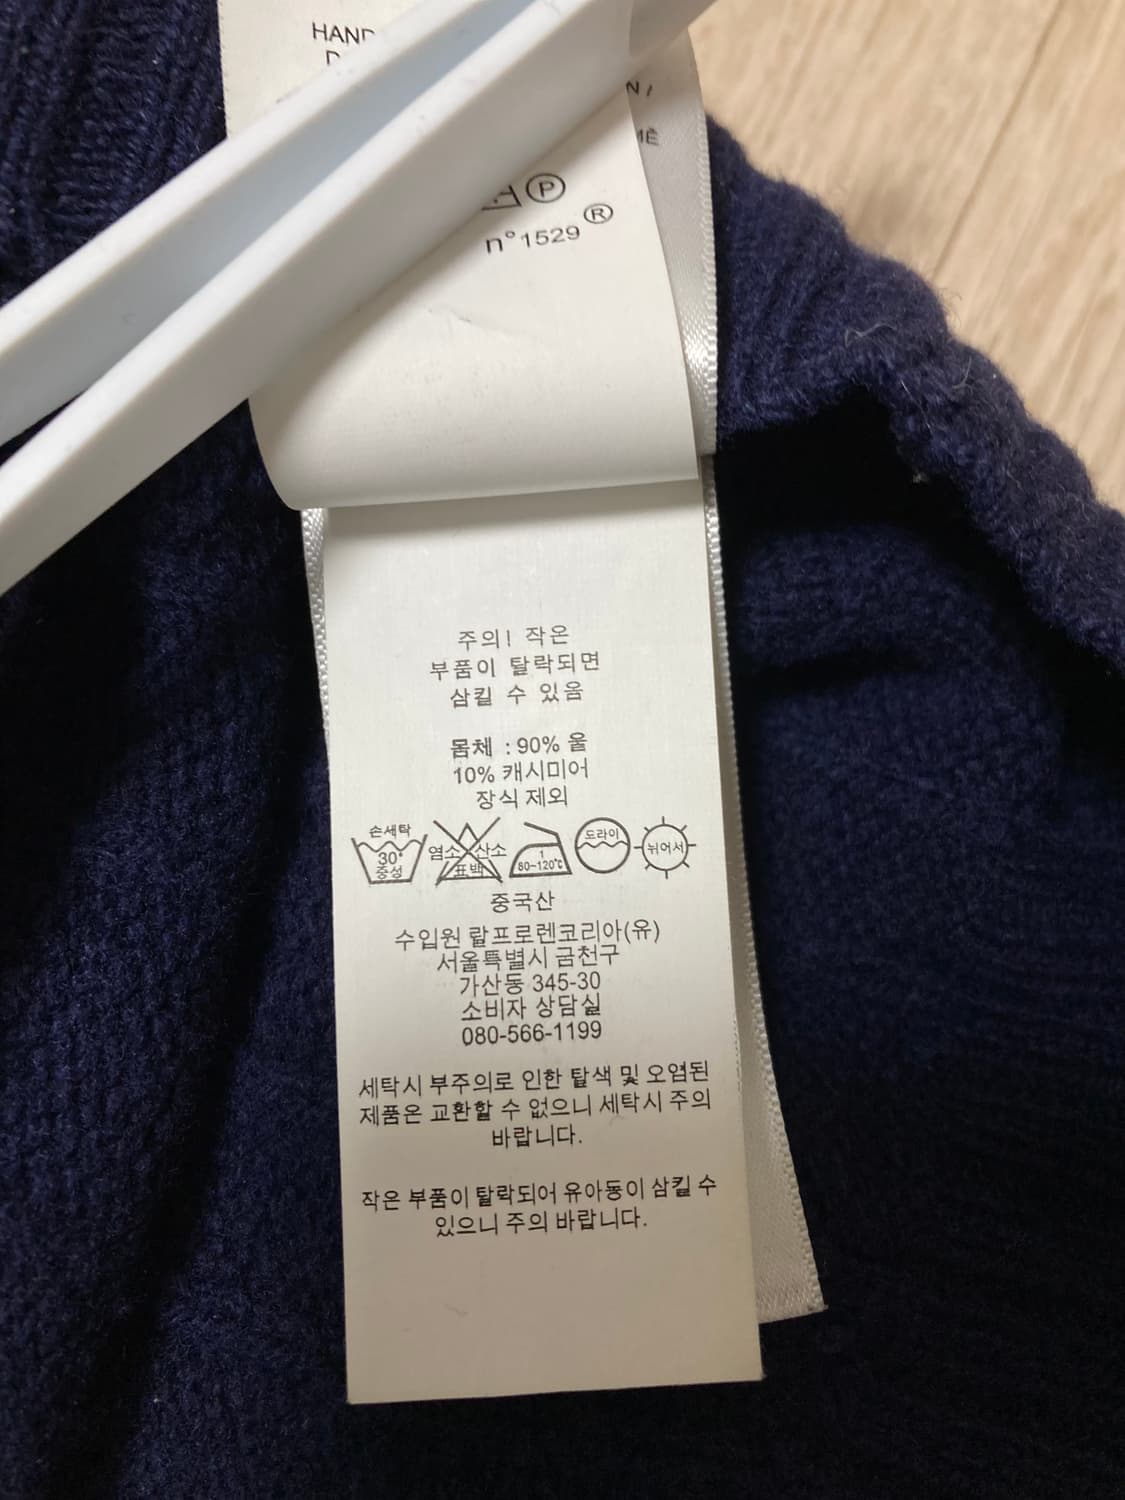 HAND
n°1529 ®
P
주의! 작은
부품이 탈락되면
삼킬 수 있음
몸체 : 90% 울
10% 캐시미어
장식 제외
손세탁
30°
중성
염소 산소
표백
1
80~120℃
드라이
뉘어서
중국산
수입원 랄프로렌코리아(유)
서울특별시 금천구
가산동 345-30
소비자 상담실
080-566-1199
세탁시 부주의로 인한 탈색 및 오염된
제품은 교환할 수 없으니 세탁시 주의
바랍니다.
작은 부품이 탈락되어 유아동이 삼킬 수
있으니 주의 바랍니다.